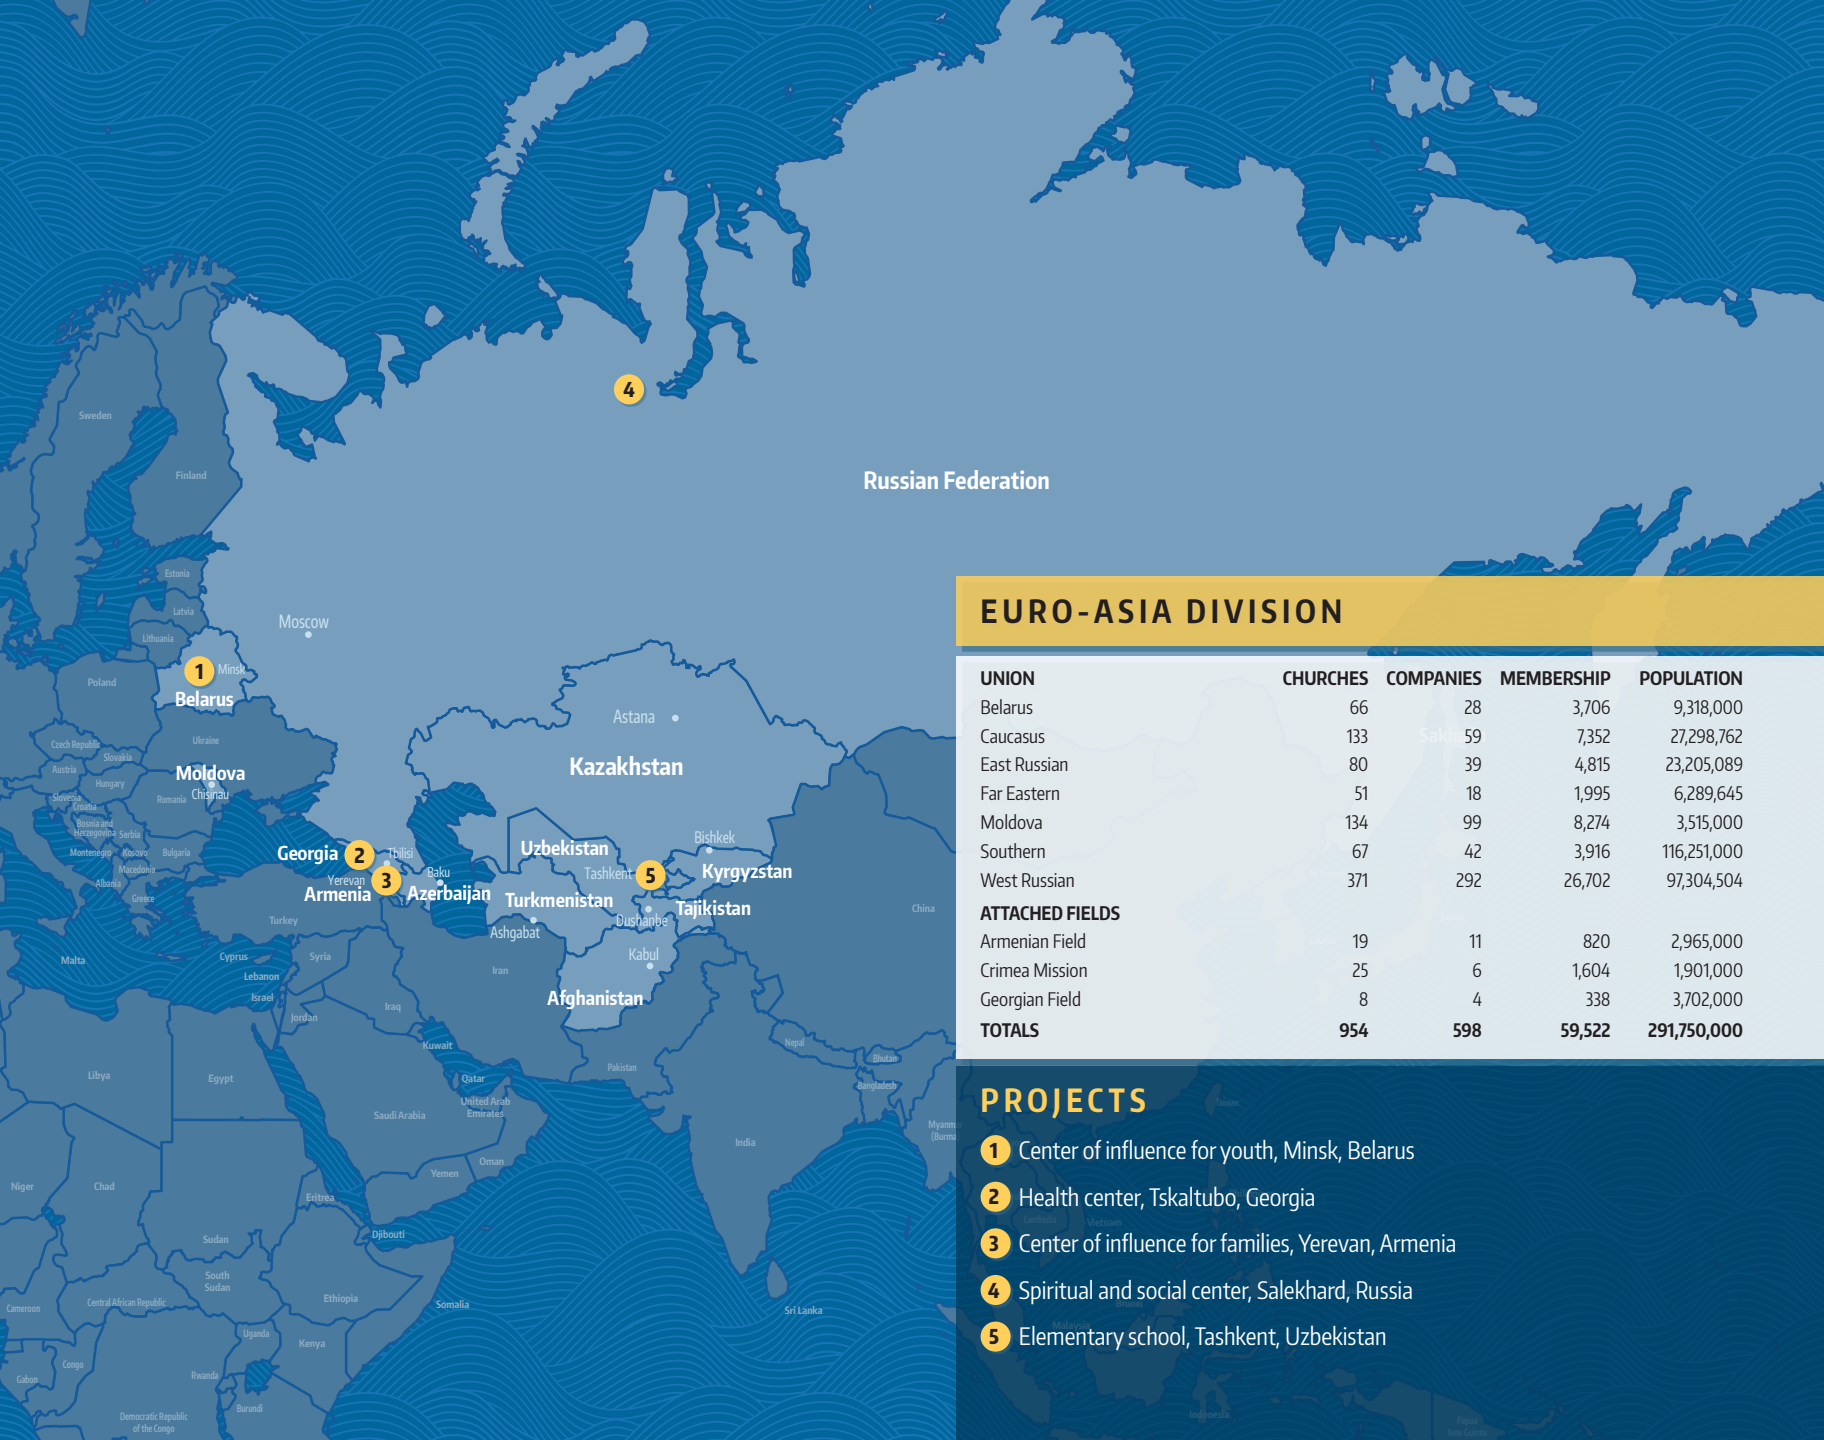 Sweden
Finland
Russian Federation
Estonia
Latvia
Lithuania
Moscow
1 Minsk
Belarus
Poland
Ukraine
Czech Republic
Slovakia
Austria
Hungary
Moldova
Chisinau
Romania
Slovenia
Croatia
Bosnia and
Herzegovina
Serbia
Montenegro
Kosovo
Bulgaria
Macedonia
Albania
Greece
Astana
Kazakhstan
Georgia 2 Tbilisi
Yerevan 3
Armenia
Baku
Azerbaijan
Uzbekistan
Bishkek
Tashkent 5
Kyrgyzstan
Turkmenistan
Tajikistan
Dushanbe
Ashgabat
Kabul
Afghanistan
4
China
Turkey
Malta
Cyprus
Syria
Lebanon
Israel
Iran
Iraq
Jordan
Kuwait
Pakistan
Nepal
Bhutan
Bangladesh
Libya
Egypt
Qatar
United Arab
Emirates
Saudi Arabia
India
Oman
Yemen
Niger
Chad
Eritrea
Djibouti
Sudan
South
Sudan
Ethiopia
Somalia
Sri Lanka
Cameroon
Central African Republic
Uganda
Kenya
Congo
Gabon
Rwanda
Burundi
Democratic Republic
of the Congo
EURO-ASIA DIVISION
UNION CHURCHES COMPANIES MEMBERSHIP POPULATION
Belarus 66 28 3,706 9,318,000
Caucasus 133 59 7,352 27,298,762
East Russian 80 39 4,815 23,205,089
Far Eastern 51 18 1,995 6,289,645
Moldova 134 99 8,274 3,515,000
Southern 67 42 3,916 116,251,000
West Russian 371 292 26,702 97,304,504
ATTACHED FIELDS
Armenian Field 19 11 820 2,965,000
Crimea Mission 25 6 1,604 1,901,000
Georgian Field 8 4 338 3,702,000
TOTALS 954 598 59,522 291,750,000
PROJECTS
1 Center of influence for youth, Minsk, Belarus
2 Health center, Tskaltubo, Georgia
3 Center of influence for families, Yerevan, Armenia
4 Spiritual and social center, Salekhard, Russia
5 Elementary school, Tashkent, Uzbekistan
Taiwan
Cambodia
Vietnam
Malaysia
Brunei
Indonesia
Papua
New Guinea